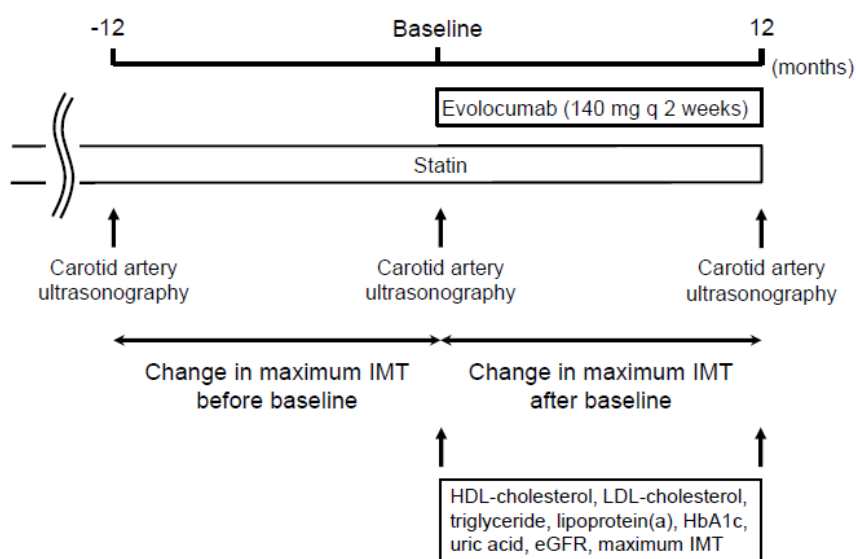 -12 Baseline 12
(months)
Evolocumab (140 mg q 2 weeks)
Statin
Carotid artery
ultrasonography
Carotid artery
ultrasonography
Carotid artery
ultrasonography
Change in maximum IMT
before baseline
Change in maximum IMT
after baseline
HDL-cholesterol, LDL-cholesterol,
triglyceride, lipoprotein(a), HbA1c,
uric acid, eGFR, maximum IMT